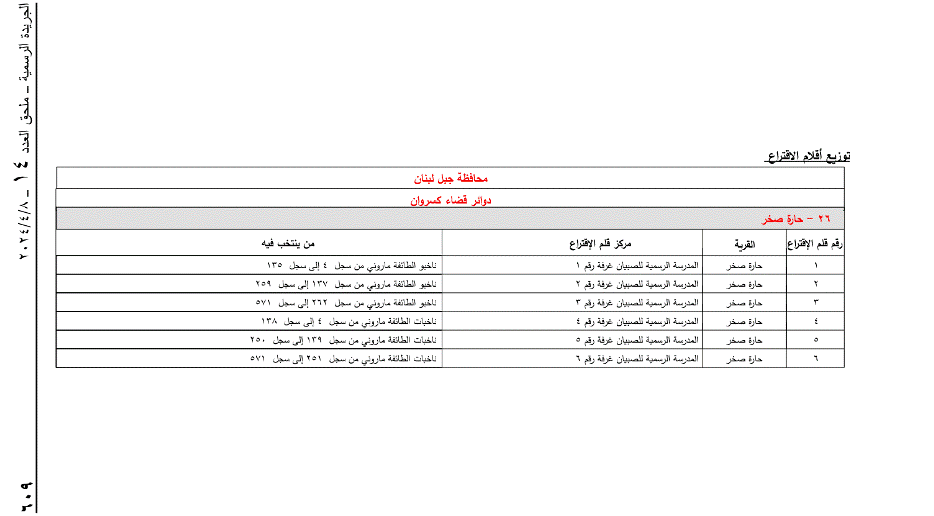 الجريدة الرسمية – ملحق العدد ١٤ – ٢٠٢٤/٤/٨
توزيع أقلام الاقتراع
محافظة جبل لبنان
دوائر قضاء كسروان
٢٦ - حارة صخر
رقم قلم الإقتراع القرية مركز قلم الإقتراع من ينتخب فيه
١ حارة صخر المدرسة الرسمية للصبيان غرفة رقم ١ ناخبو الطائفة ماروني من سجل ٤ إلى سجل ١٣٥
٢ حارة صخر المدرسة الرسمية للصبيان غرفة رقم ٢ ناخبو الطائفة ماروني من سجل ١٣٧ إلى سجل ٢٥٩
٣ حارة صخر المدرسة الرسمية للصبيان غرفة رقم ٣ ناخبو الطائفة ماروني من سجل ٢٦٢ إلى سجل ٥٧١
٤ حارة صخر المدرسة الرسمية للصبيان غرفة رقم ٤ ناخبات الطائفة ماروني من سجل ٤ إلى سجل ١٣٨
٥ حارة صخر المدرسة الرسمية للصبيان غرفة رقم ٥ ناخبات الطائفة ماروني من سجل ١٣٩ إلى سجل ٢٥٠
٦ حارة صخر المدرسة الرسمية للصبيان غرفة رقم ٦ ناخبات الطائفة ماروني من سجل ٢٥١ إلى سجل ٥٧١
٦٠٩